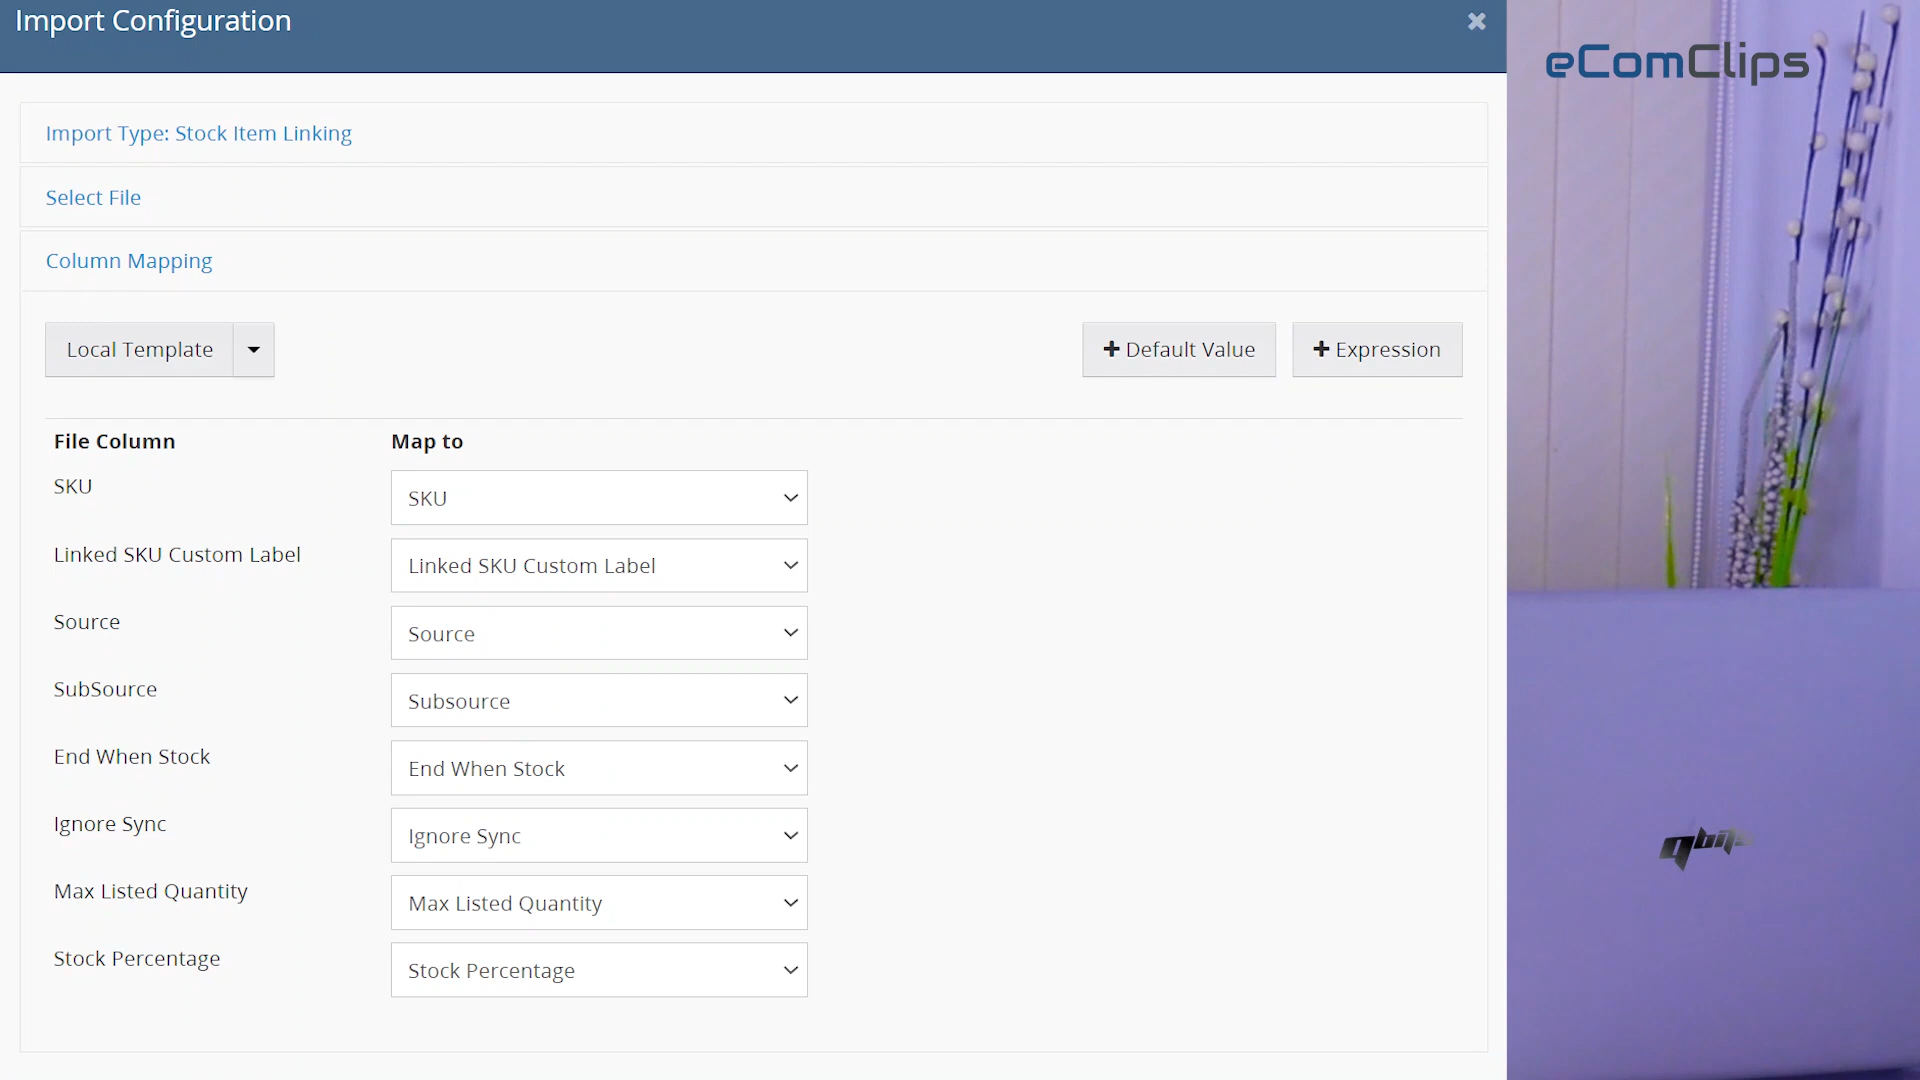 Import Configuration
eComClips
Import Type: Stock Item Linking
Select File
Column Mapping
Local Template
Default Value
Expression
File Column
Map to
SKU
SKU
Linked SKU Custom Label
Linked SKU Custom Label
Source
Source
SubSource
Subsource
End When Stock
End When Stock
Ignore Sync
Ignore Sync
Max Listed Quantity
Max Listed Quantity
Stock Percentage
Stock Percentage